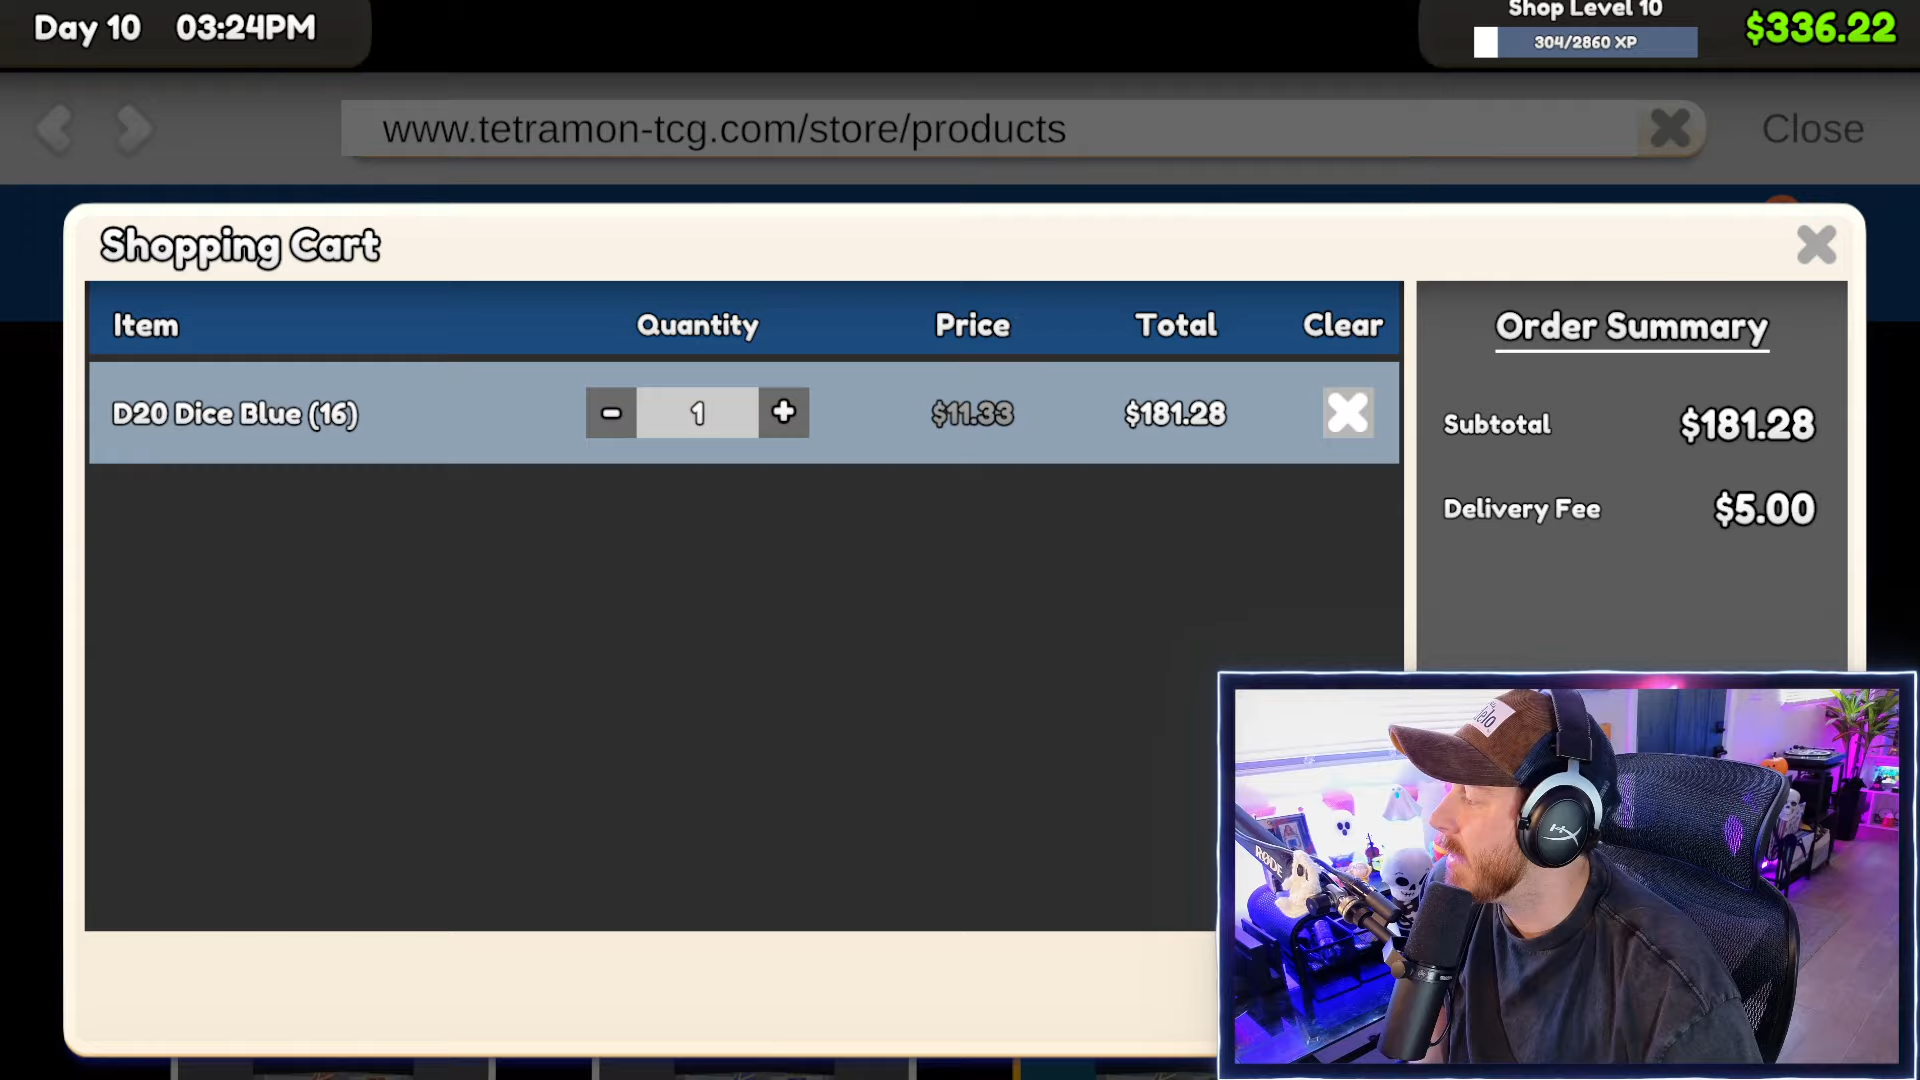 Day 10 03:24PM
Shop Level 10
304/2860 XP
$336.22
www.tetramon-tcg.com/store/products
Close
Shopping Cart
Item Quantity Price Total Clear
D20 Dice Blue (16) - 1 + $11.33 $181.28
Order Summary
Subtotal $181.28
Delivery Fee $5.00
RØDE